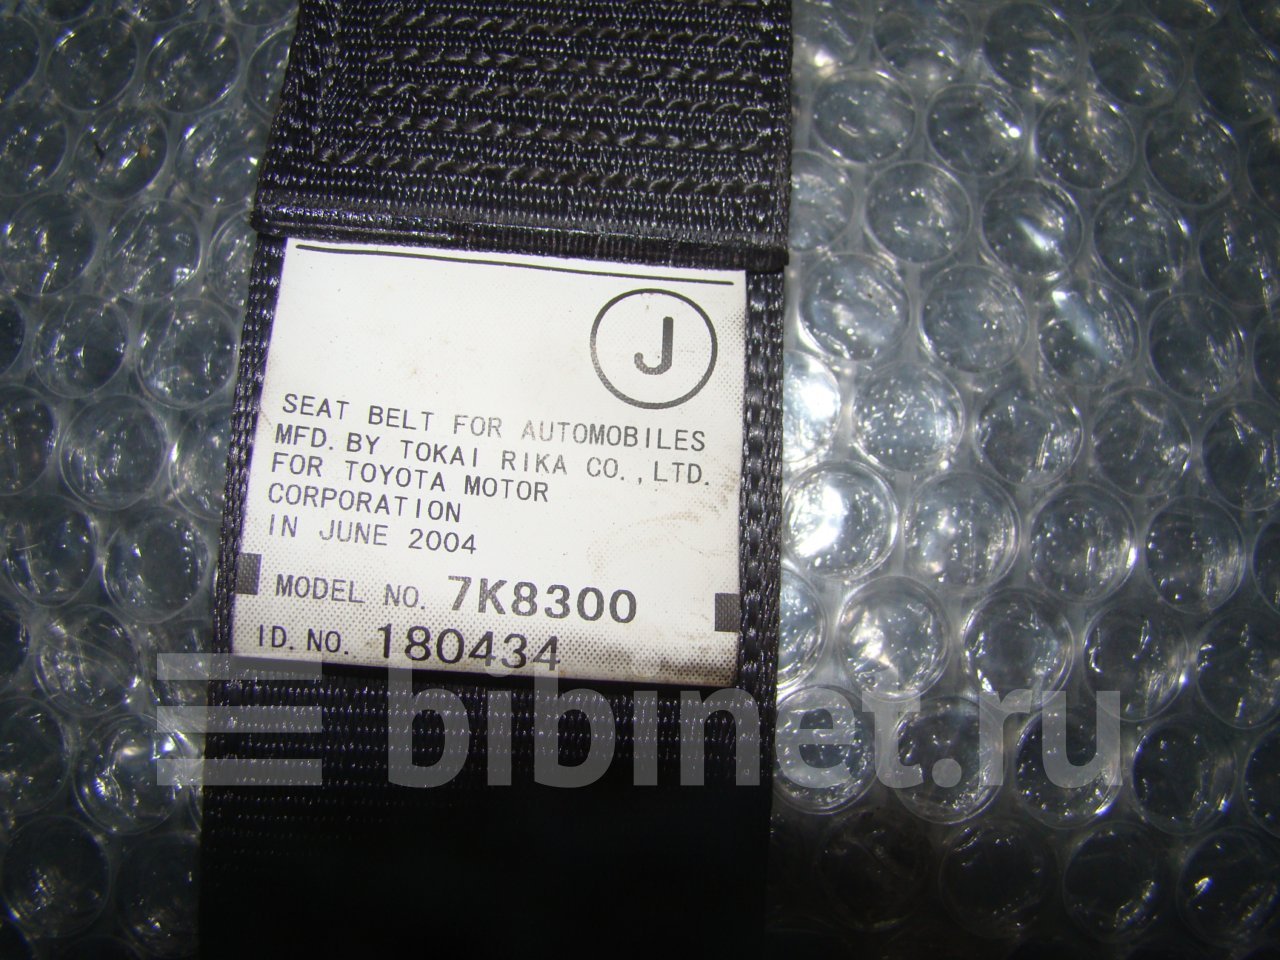 J
SEAT BELT FOR AUTOMOBILES
MFD. BY TOKAI RIKA CO., LTD.
FOR TOYOTA MOTOR
CORPORATION
IN JUNE 2004
MODEL NO. 7K8300
ID. NO. 180434
bibinet.ru